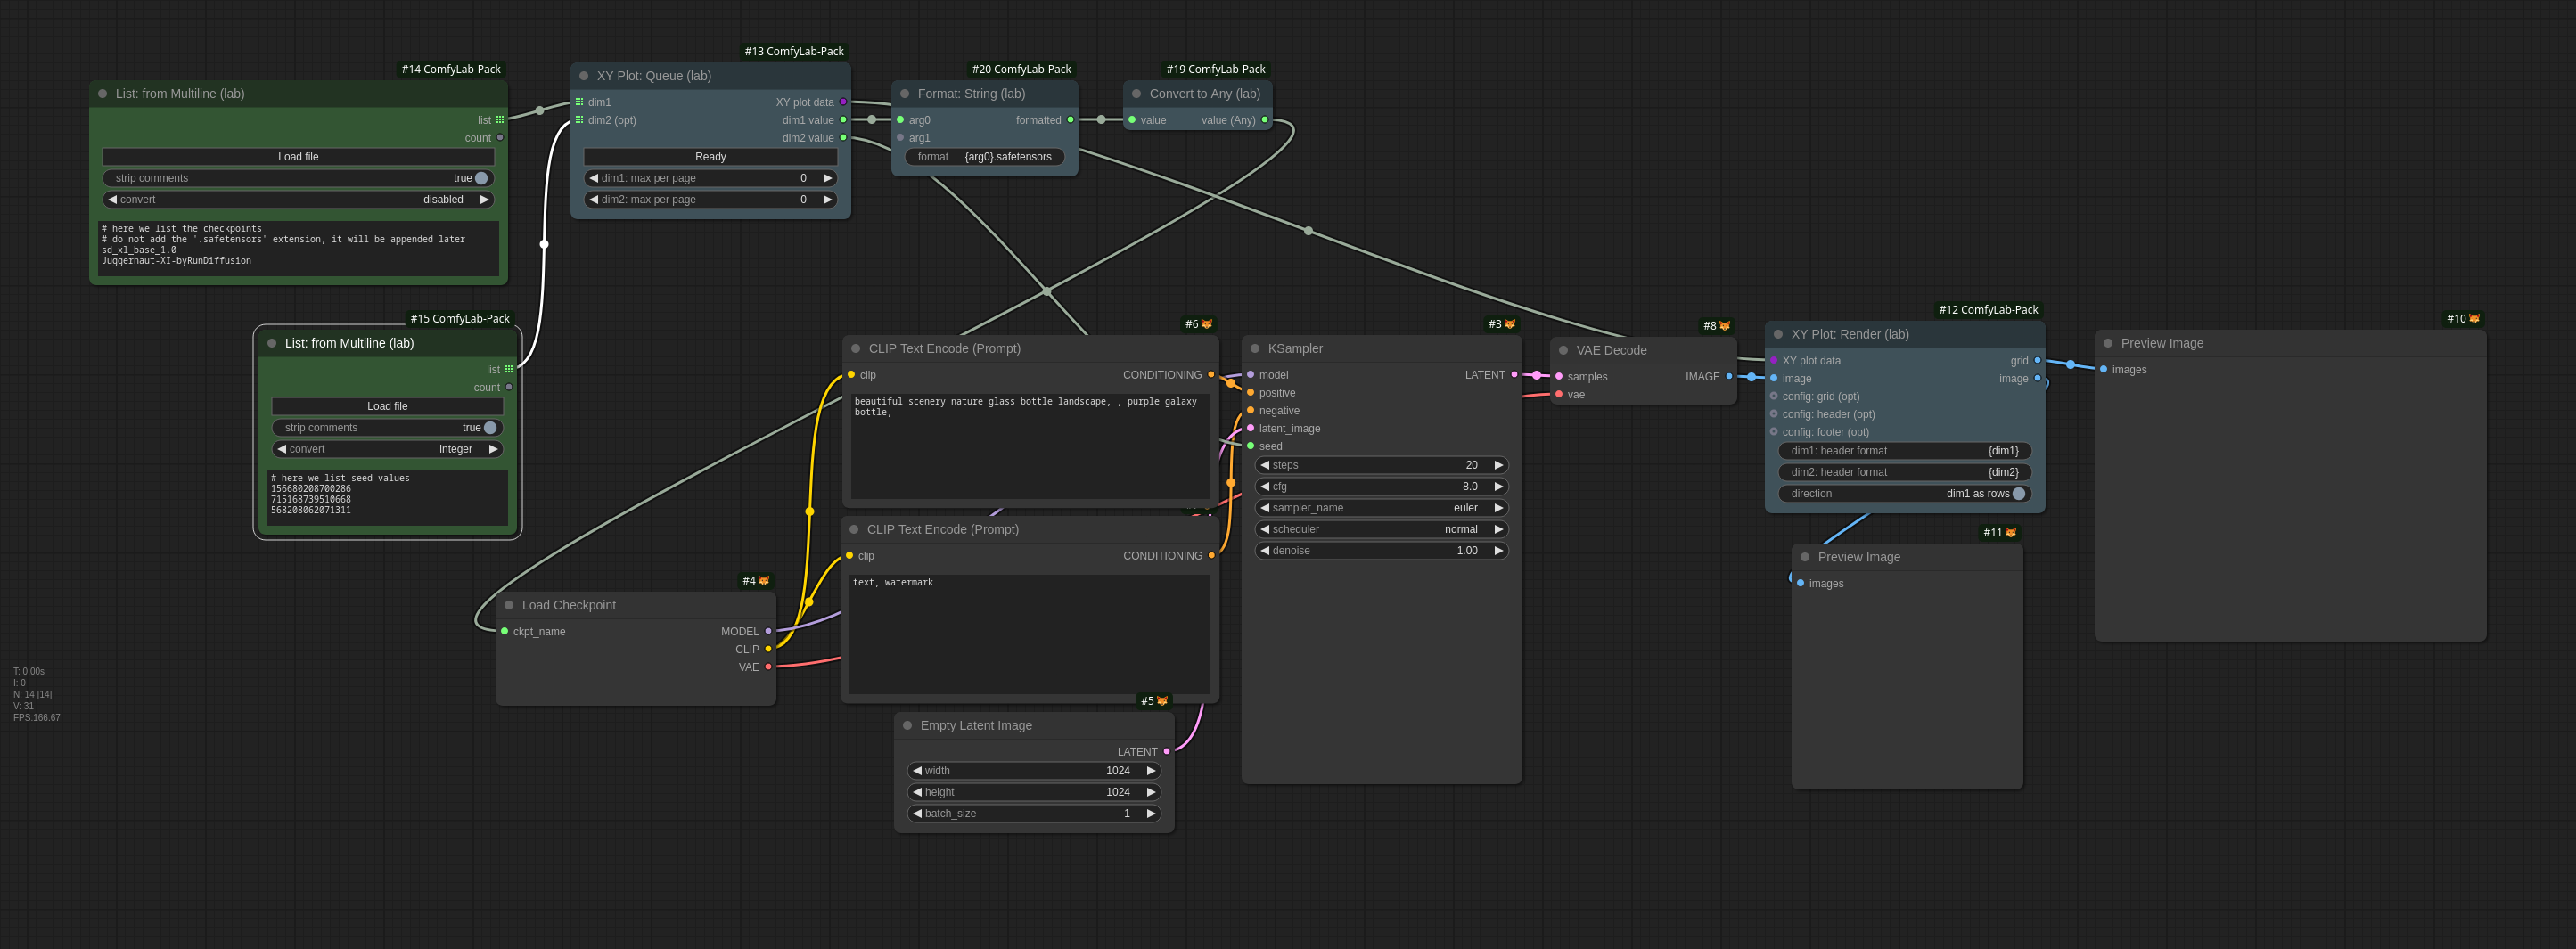 #14 ComfyLab-Pack
List: from Multiline (lab)
list
count
Load file
strip comments true
convert disabled
# here we list the checkpoints
# do not add the '.safetensors' extension, it will be appended later
sd_xl_base_1.0
Juggernaut-XI-byRunDiffusion
#13 ComfyLab-Pack
XY Plot: Queue (lab)
dim1 XY plot data
dim2 (opt) dim1 value
dim2 value
Ready
dim1: max per page 0
dim2: max per page 0
#20 ComfyLab-Pack
Format: String (lab)
arg0 formatted
arg1
format {arg0}.safetensors
#19 ComfyLab-Pack
Convert to Any (lab)
value value (Any)
#15 ComfyLab-Pack
List: from Multiline (lab)
list
count
Load file
strip comments true
convert integer
# here we list seed values
156680208700286
715168739510668
568208062071311
#4
Load Checkpoint
ckpt_name MODEL
CLIP
VAE
#6
CLIP Text Encode (Prompt)
clip CONDITIONING
beautiful scenery nature glass bottle landscape, , purple galaxy
bottle,
CLIP Text Encode (Prompt)
clip CONDITIONING
text, watermark
#5
Empty Latent Image
LATENT
width 1024
height 1024
batch_size 1
#3
KSampler
model LATENT
positive
negative
latent_image
seed
steps 20
cfg 8.0
sampler_name euler
scheduler normal
denoise 1.00
#8
VAE Decode
samples IMAGE
vae
#12 ComfyLab-Pack
XY Plot: Render (lab)
XY plot data grid
image image
config: grid (opt)
config: header (opt)
config: footer (opt)
dim1: header format {dim1}
dim2: header format {dim2}
direction dim1 as rows
#11
Preview Image
images
#10
Preview Image
images
T: 0.00s
I: 0
N: 14 [14]
V: 31
FPS:166.67